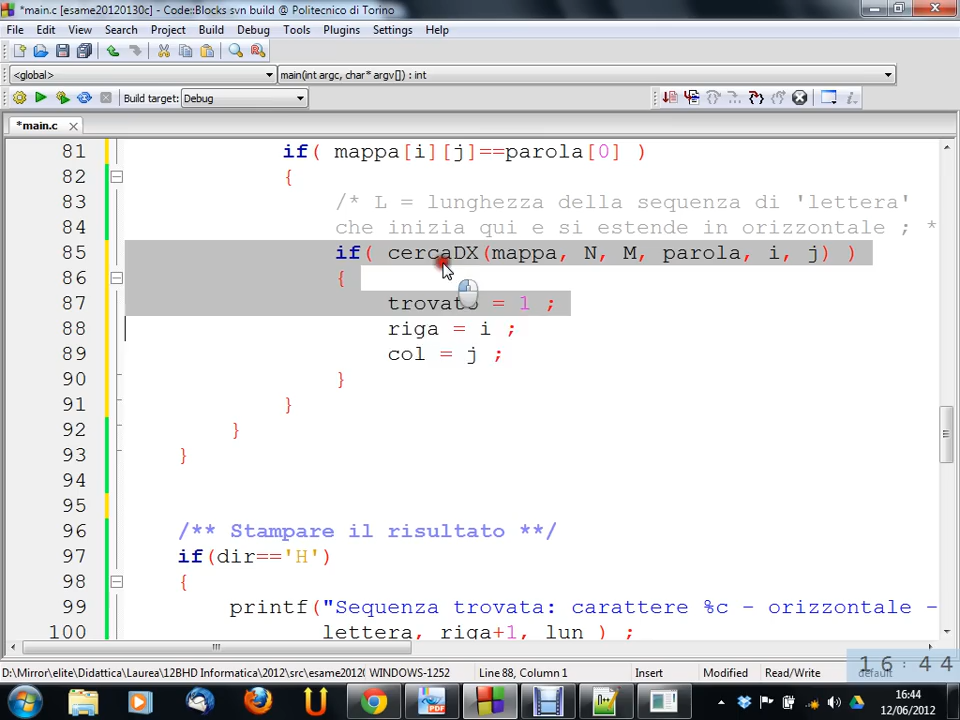 *main.c [esame20120130c] - Code::Blocks svn build @ Politecnico di Torino
File Edit View Search Project Build Debug Tools Plugins Settings Help
<global> main(int argc, char* argv[]) : int
Build target: Debug
*main.c
81 if( mappa[i][j]==parola[0] )
82 {
83 /* L = lunghezza della sequenza di 'lettera'
84 che inizia qui e si estende in orizzontale ; *
85 if( cercaDX(mappa, N, M, parola, i, j) )
86 {
87 trovato = 1 ;
88 riga = i ;
89 col = j ;
90 }
91 }
92 }
93 }
94
95
96 /** Stampare il risultato **/
97 if(dir=='H')
98 {
99 printf("Sequenza trovata: carattere %c - orizzontale -
100 lettera, riga+1, lun ) ;
D:\Mirror\elite\Didattica\Laurea\12BHD Informatica\2012\src\esame2012( WINDOWS-1252 Line 88, Column 1 Insert Modified Read/Write default
16:44
PDF
16:44
12/06/2012